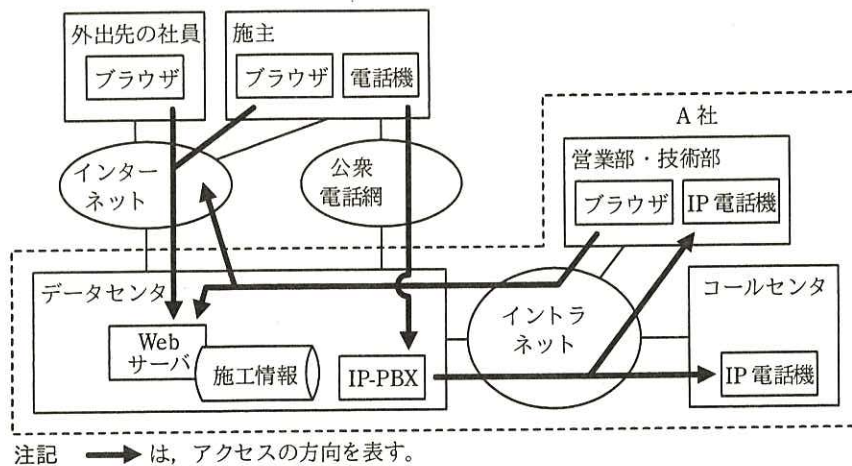 外出先の社員
ブラウザ
施主
ブラウザ
電話機
A社
営業部・技術部
ブラウザ
IP電話機
インター
ネット
公衆
電話網
データセンタ
Web
サーバ
施工情報
IP-PBX
イントラ
ネット
コールセンタ
IP電話機
注記 は，アクセスの方向を表す。